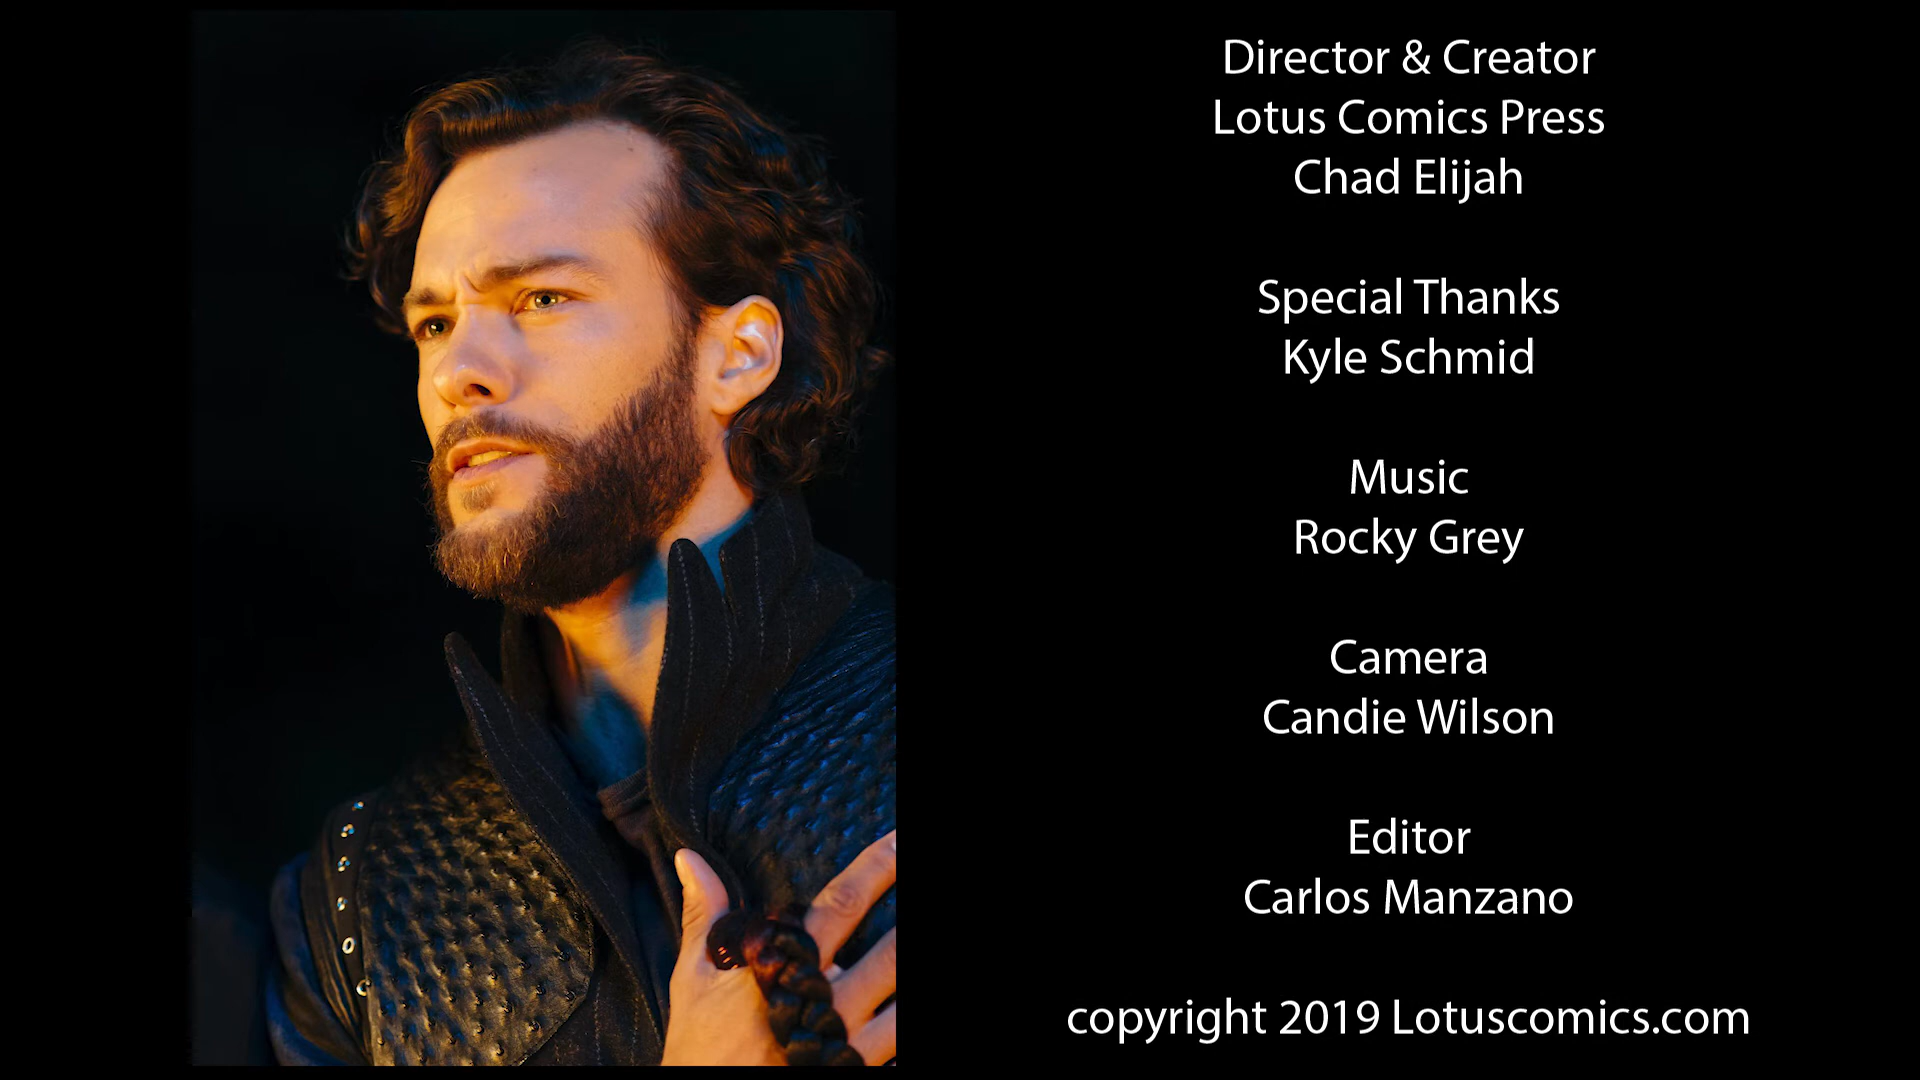 Director & Creator
Lotus Comics Press
Chad Elijah
Special Thanks
Kyle Schmid
Music
Rocky Grey
Camera
Candie Wilson
Editor
Carlos Manzano
copyright 2019 Lotuscomics.com